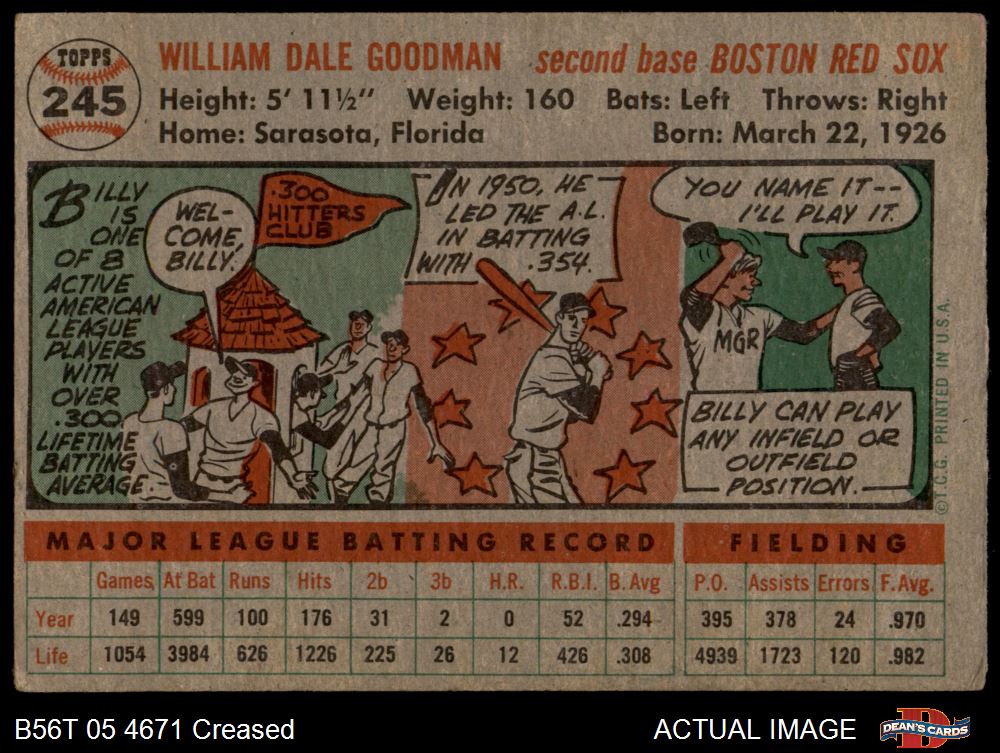 TOPPS
245
WILLIAM DALE GOODMAN second base BOSTON RED SOX
Height: 5' 11½" Weight: 160 Bats: Left Throws: Right
Home: Sarasota, Florida Born: March 22, 1926
BILLY
IS
ONE
OF 8
ACTIVE
AMERICAN
LEAGUE
PLAYERS
WITH
OVER
.300
LIFETIME
BATTING
AVERAGE.
WEL-
COME,
BILLY.
.300
HITTERS
CLUB
IN 1950, HE
LED THE A.L.
IN BATTING
WITH .354.
YOU NAME IT--
I'LL PLAY IT.
MGR
BILLY CAN PLAY
ANY INFIELD OR
OUTFIELD
POSITION.
©T.C.G. PRINTED IN U.S.A.
MAJOR LEAGUE BATTING RECORD FIELDING
Games At Bat Runs Hits 2b 3b H.R. R.B.I. B. Avg P.O. Assists Errors F. Avg.
Year 149 599 100 176 31 2 0 52 .294 395 378 24 .970
Life 1054 3984 626 1226 225 26 12 426 .308 4939 1723 120 .982
B56T 05 4671 Creased ACTUAL IMAGE
DEAN'S CARDS